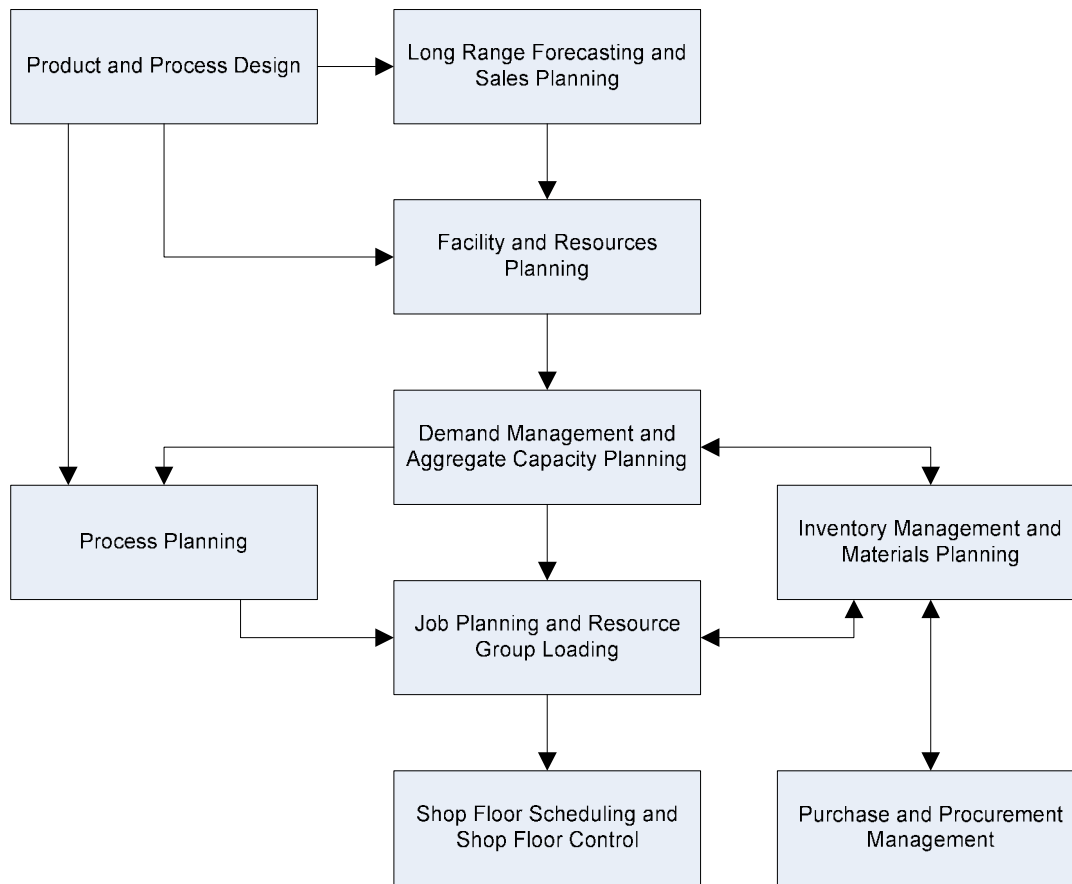 Product and Process Design
Long Range Forecasting and
Sales Planning
Facility and Resources
Planning
Demand Management and
Aggregate Capacity Planning
Process Planning
Inventory Management and
Materials Planning
Job Planning and Resource
Group Loading
Shop Floor Scheduling and
Shop Floor Control
Purchase and Procurement
Management